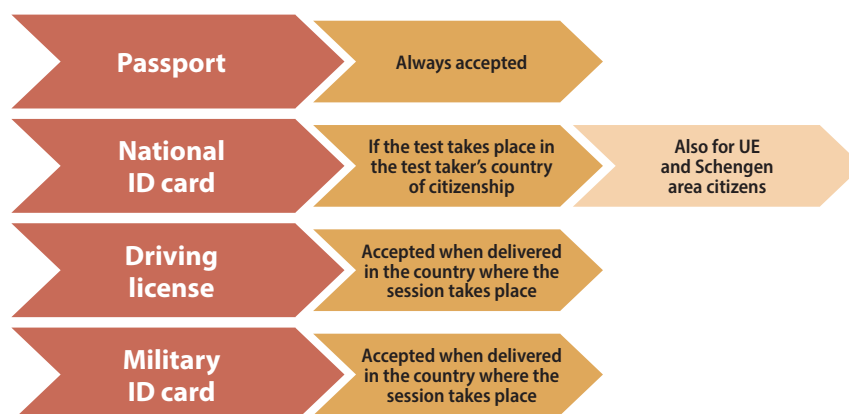 Passport
Always accepted
National
ID card
If the test takes place in
the test taker's country
of citizenship
Also for UE
and Schengen
area citizens
Driving
license
Accepted when delivered
in the country where the
session takes place
Military
ID card
Accepted when delivered
in the country where the
session takes place